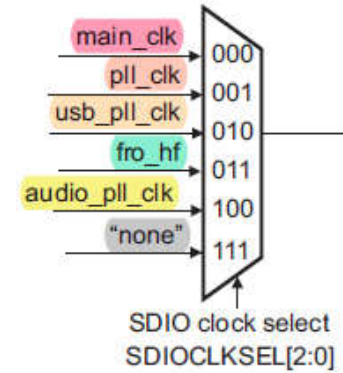 main_clk
000
pll_clk
001
usb_pll_clk
010
fro_hf
011
audio_pll_clk
100
“none”
111
SDIO clock select
SDIOCLKSEL[2:0]